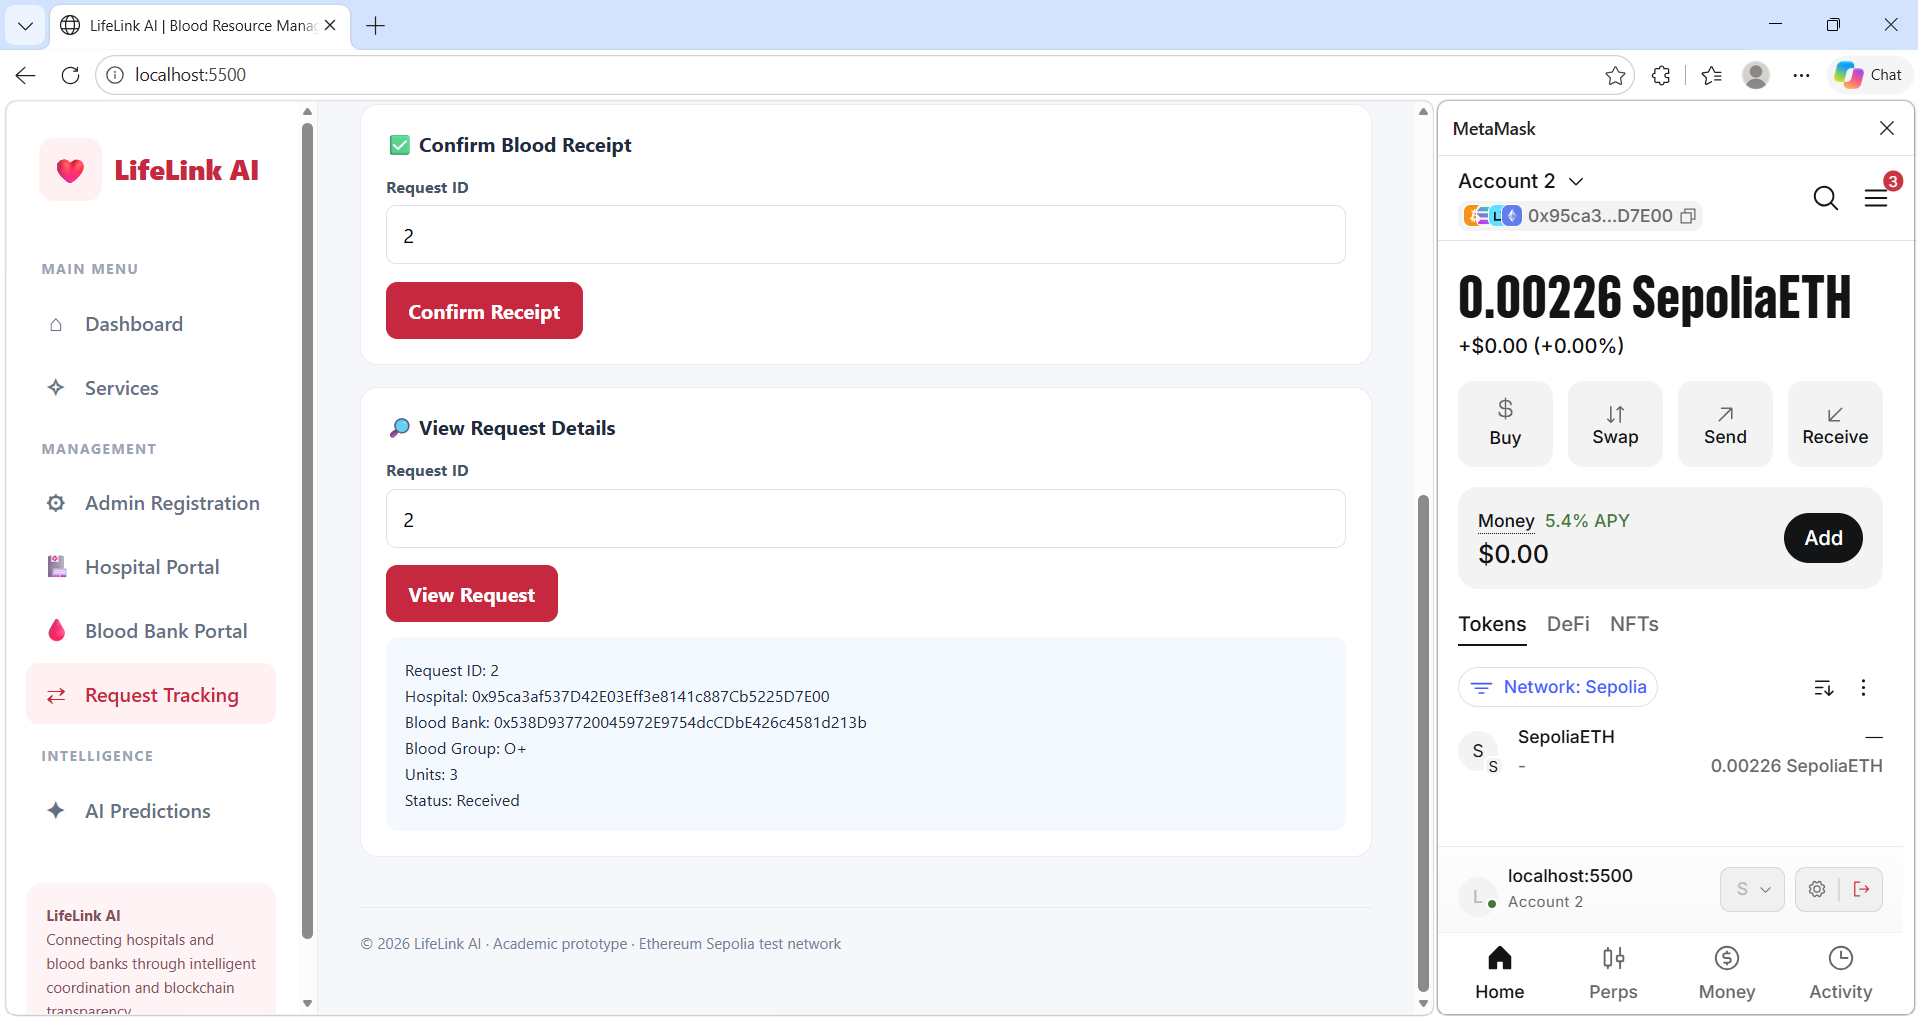 LifeLink AI | Blood Resource Mana
localhost:5500
Chat
LifeLink AI
MAIN MENU
Dashboard
Services
MANAGEMENT
Admin Registration
Hospital Portal
Blood Bank Portal
Request Tracking
INTELLIGENCE
AI Predictions
LifeLink AI
Connecting hospitals and
blood banks through intelligent
coordination and blockchain
transparency
Confirm Blood Receipt
Request ID
2
Confirm Receipt
View Request Details
Request ID
2
View Request
Request ID: 2
Hospital: 0x95ca3af537D42E03Eff3e8141c887Cb5225D7E00
Blood Bank: 0x538D937720045972E9754dcCDbE426c4581d213b
Blood Group: O+
Units: 3
Status: Received
© 2026 LifeLink AI · Academic prototype · Ethereum Sepolia test network
MetaMask
Account 2
3
0x95ca3...D7E00
0.00226 SepoliaETH
+$0.00 (+0.00%)
Buy
Swap
Send
Receive
Money 5.4% APY
$0.00
Add
Tokens DeFi NFTs
Network: Sepolia
S
S
SepoliaETH —
- 0.00226 SepoliaETH
L
localhost:5500
Account 2
S
Home
Perps
Money
Activity